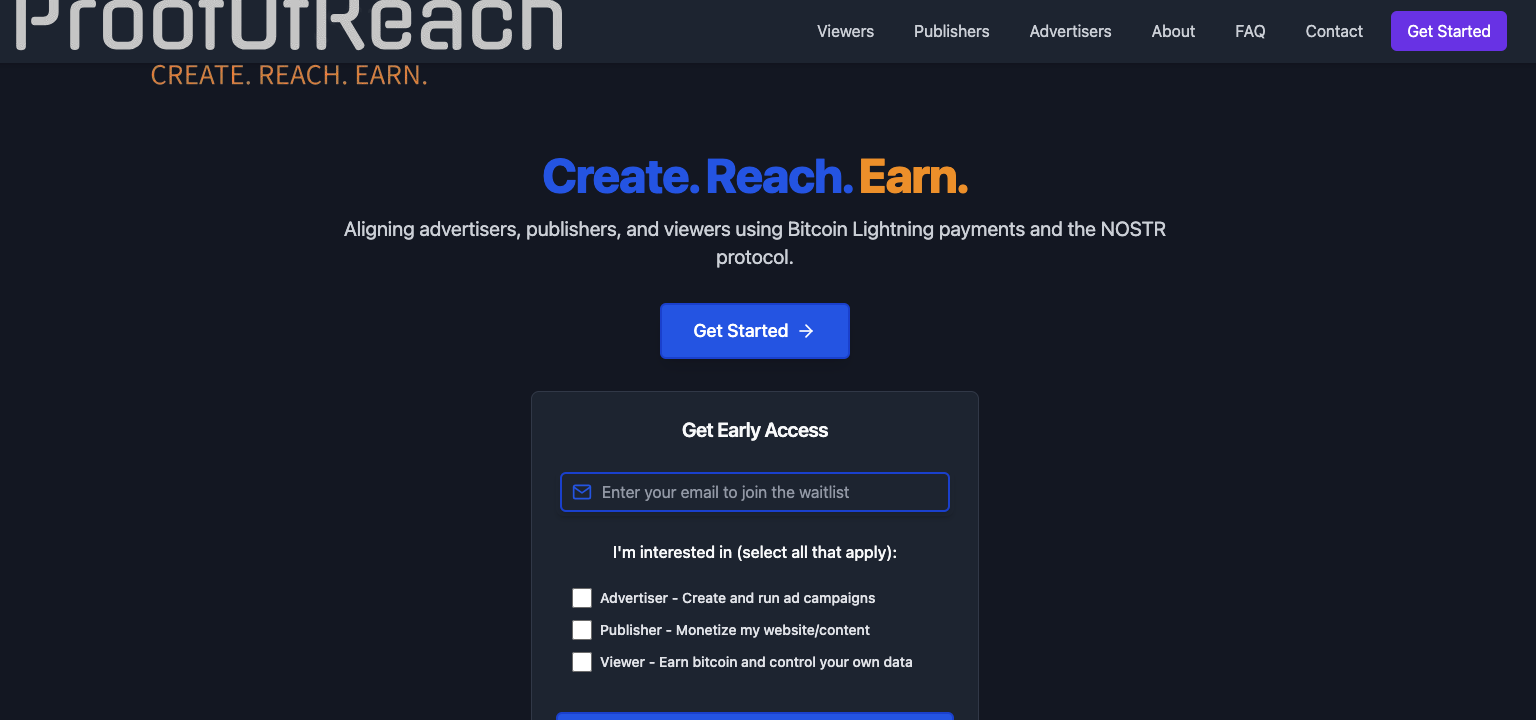 ProofOfReach
CREATE. REACH. EARN.
Viewers
Publishers
Advertisers
About
FAQ
Contact
Get Started
Create. Reach. Earn.
Aligning advertisers, publishers, and viewers using Bitcoin Lightning payments and the NOSTR
protocol.
Get Started
Get Early Access
Enter your email to join the waitlist
I'm interested in (select all that apply):
Advertiser - Create and run ad campaigns
Publisher - Monetize my website/content
Viewer - Earn bitcoin and control your own data